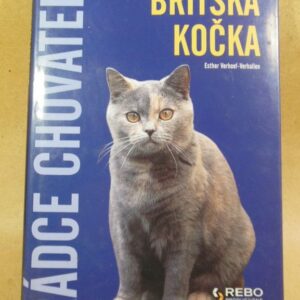 BRITSKÁ
KOČKA
Esther Verhoef-Verhallen
ÁDCE CHOVATEL
REBO